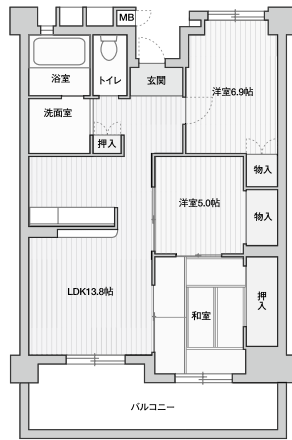 MB
浴室
トイレ
玄関
洋室6.9帖
洗面室
押入
物入
洋室5.0帖
物入
LDK13.8帖
和室
押入
バルコニー